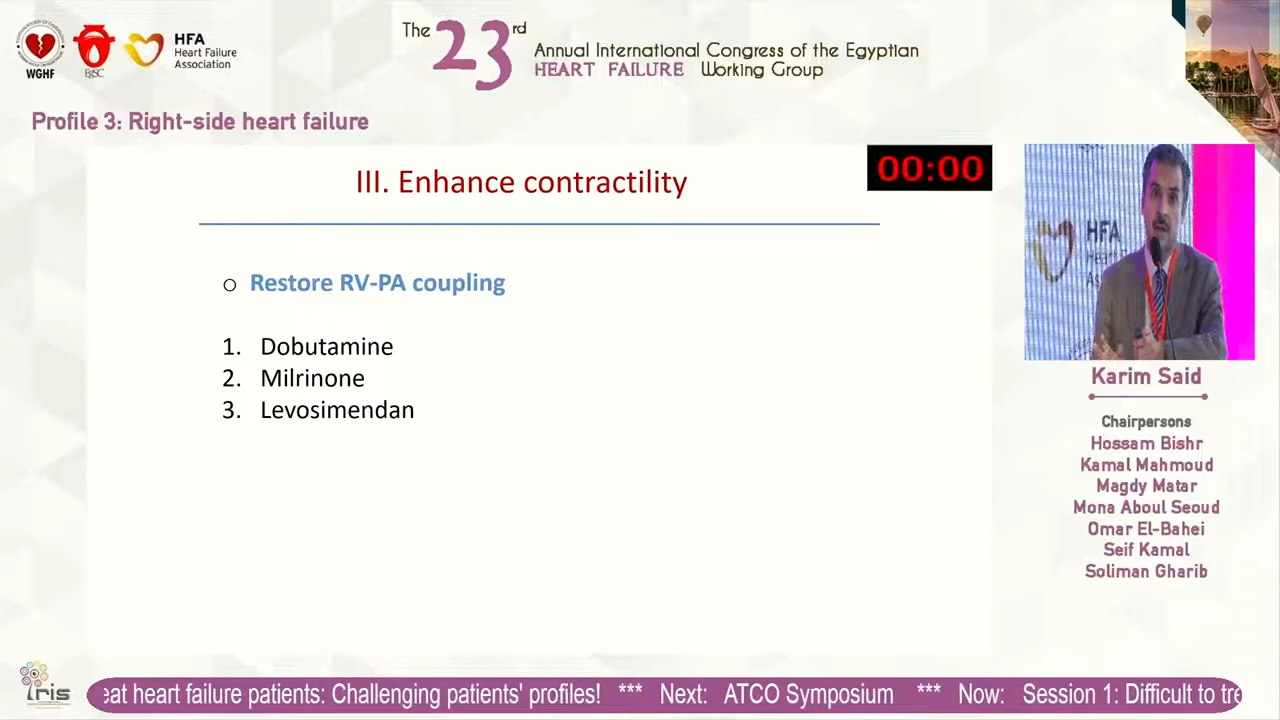 WGHF
EgSC
HFA
Heart Failure
Association
The 23rd
Annual International Congress of the Egyptian
HEART FAILURE Working Group
Profile 3: Right-side heart failure
III. Enhance contractility
00:00
Restore RV-PA coupling
1. Dobutamine
2. Milrinone
3. Levosimendan
HFA
Karim Said
Chairpersons
Hossam Bishr
Kamal Mahmoud
Magdy Matar
Mona Aboul Seoud
Omar El-Bahei
Seif Kamal
Soliman Gharib
Iris
eat heart failure patients: Challenging patients' profiles! *** Next: ATCO Symposium *** Now: Session 1: Difficult to tre